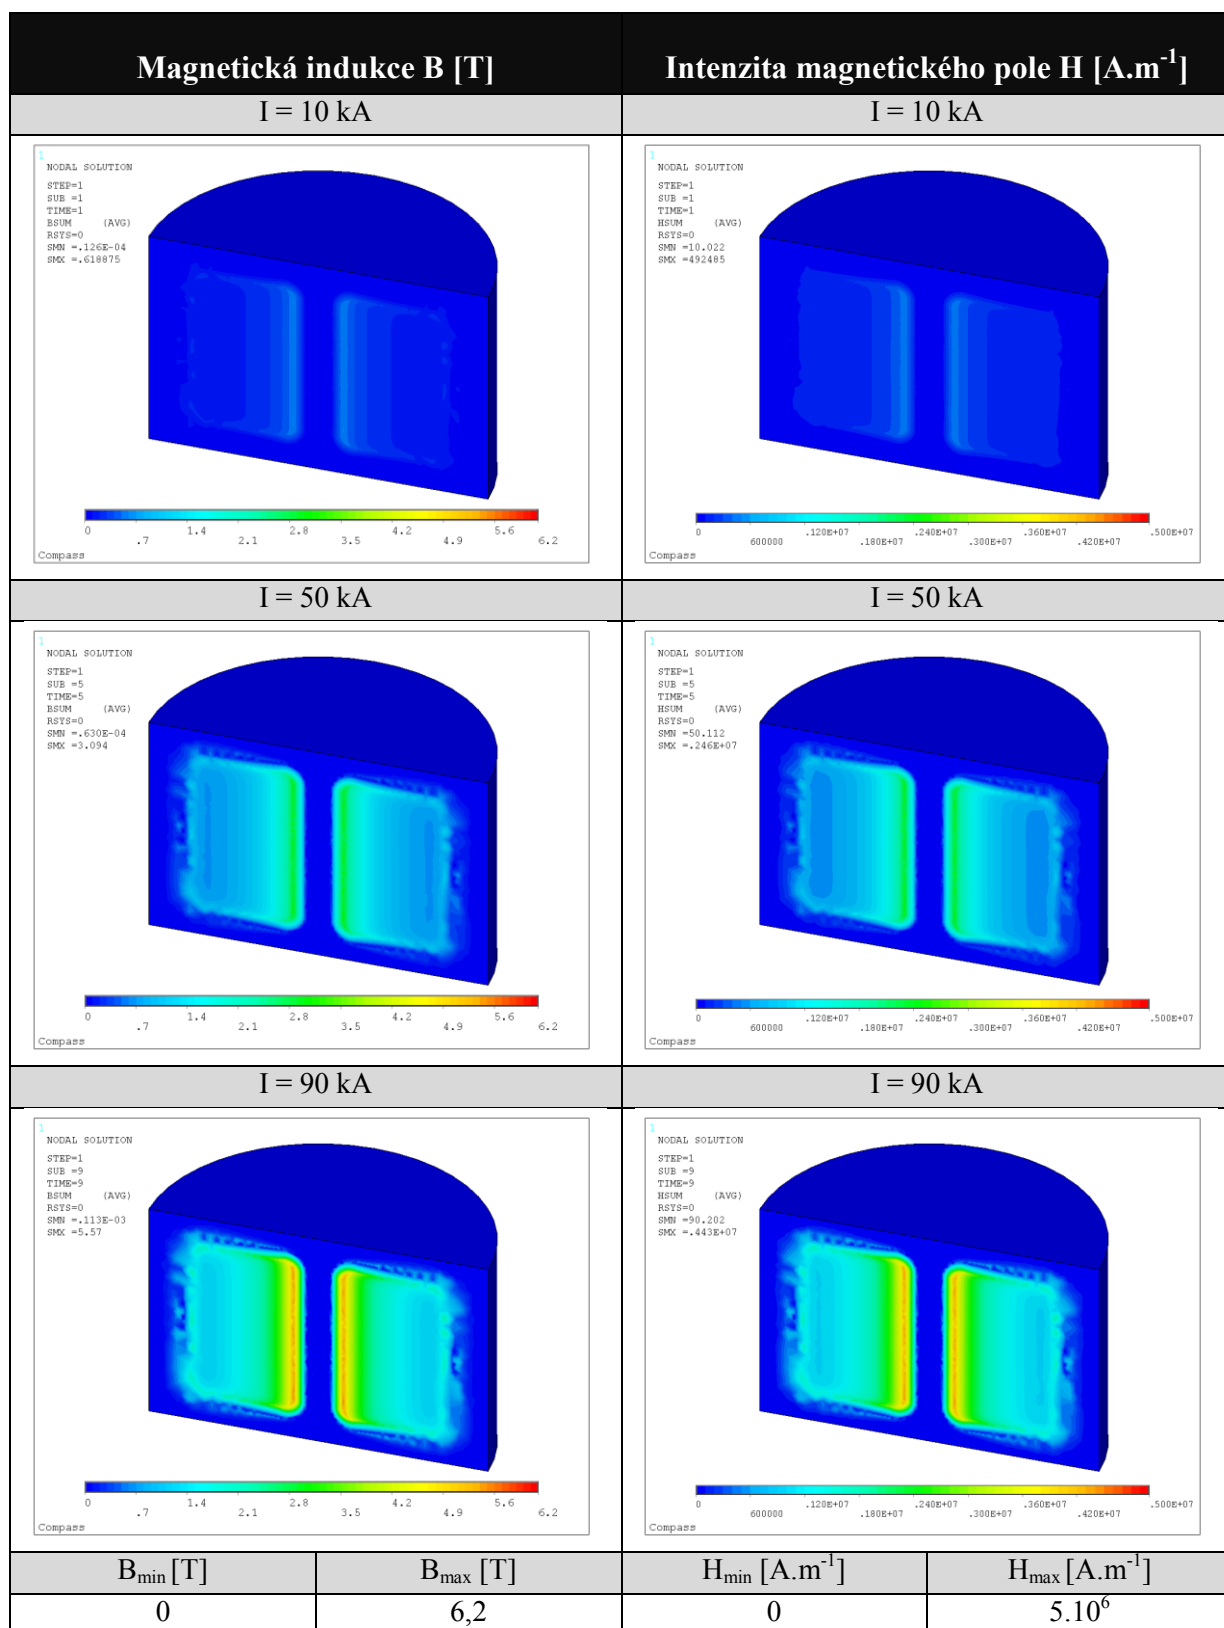 Magnetická indukce B [T]
Intenzita magnetického pole H [A.m⁻¹]
I = 10 kA
I = 10 kA
1
NODAL SOLUTION
STEP=1
SUB =1
TIME=1
BSUM (AVG)
RSYS=0
SMN =.126E-04
SMX =.618875
0 1.4 2.8 4.2 5.6
.7 2.1 3.5 4.9 6.2
Compass
1
NODAL SOLUTION
STEP=1
SUB =1
TIME=1
HSUM (AVG)
RSYS=0
SMN =10.022
SMX =492485
0 .120E+07 .240E+07 .360E+07 .500E+07
600000 .180E+07 .300E+07 .420E+07
Compass
I = 50 kA
I = 50 kA
1
NODAL SOLUTION
STEP=1
SUB =5
TIME=5
BSUM (AVG)
RSYS=0
SMN =.630E-04
SMX =3.094
0 1.4 2.8 4.2 5.6
.7 2.1 3.5 4.9 6.2
Compass
1
NODAL SOLUTION
STEP=1
SUB =5
TIME=5
HSUM (AVG)
RSYS=0
SMN =50.112
SMX =.246E+07
0 .120E+07 .240E+07 .360E+07 .500E+07
600000 .180E+07 .300E+07 .420E+07
Compass
I = 90 kA
I = 90 kA
1
NODAL SOLUTION
STEP=1
SUB =9
TIME=9
BSUM (AVG)
RSYS=0
SMN =.113E-03
SMX =5.57
0 1.4 2.8 4.2 5.6
.7 2.1 3.5 4.9 6.2
Compass
1
NODAL SOLUTION
STEP=1
SUB =9
TIME=9
HSUM (AVG)
RSYS=0
SMN =90.202
SMX =.443E+07
0 .120E+07 .240E+07 .360E+07 .500E+07
600000 .180E+07 .300E+07 .420E+07
Compass
Bmin [T] Bmax [T] Hmin [A.m⁻¹] Hmax [A.m⁻¹]
0 6,2 0 5.10⁶